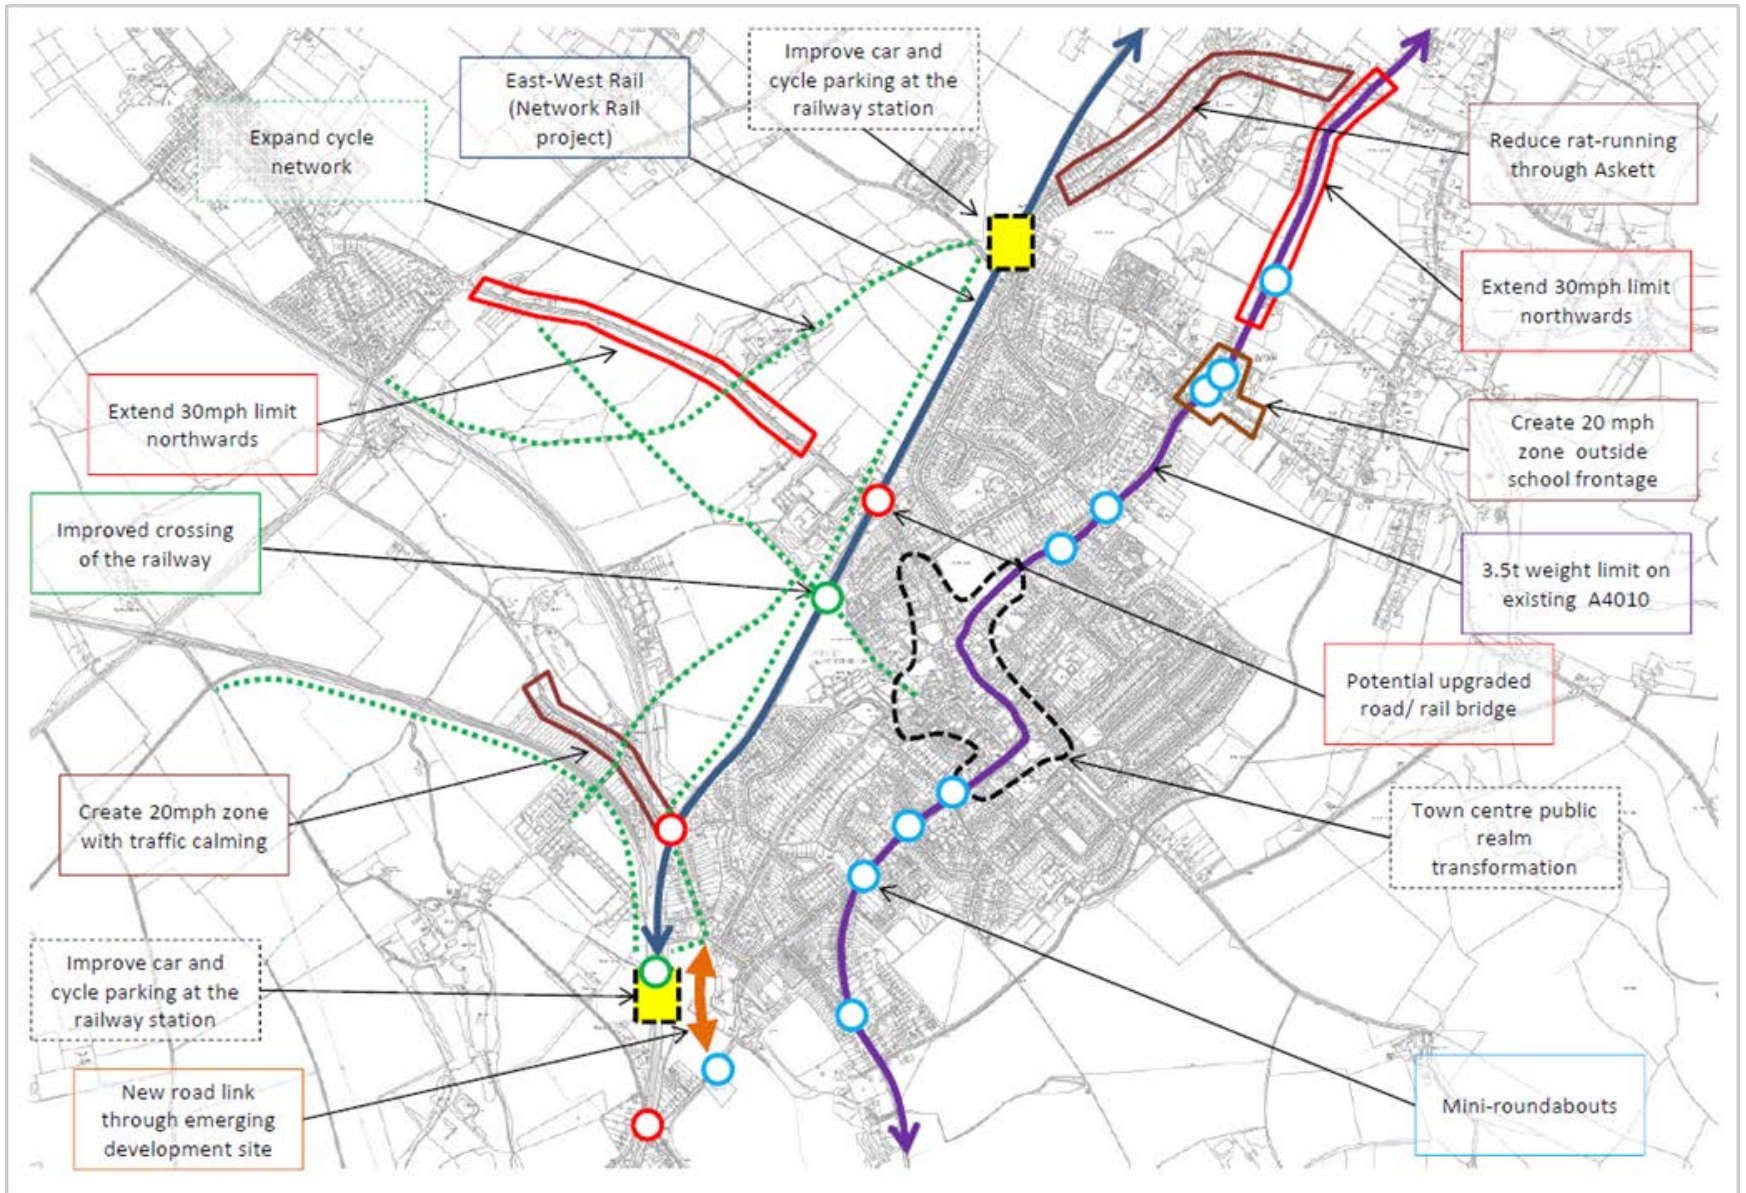 Improve car and
cycle parking at the
railway station
East-West Rail
(Network Rail
project)
Expand cycle
network
Reduce rat-running
through Askett
Extend 30mph limit
northwards
Extend 30mph limit
northwards
Create 20 mph
zone outside
school frontage
Improved crossing
of the railway
3.5t weight limit on
existing A4010
Potential upgraded
road/ rail bridge
Create 20mph zone
with traffic calming
Town centre public
realm
transformation
Improve car and
cycle parking at the
railway station
New road link
through emerging
development site
Mini-roundabouts